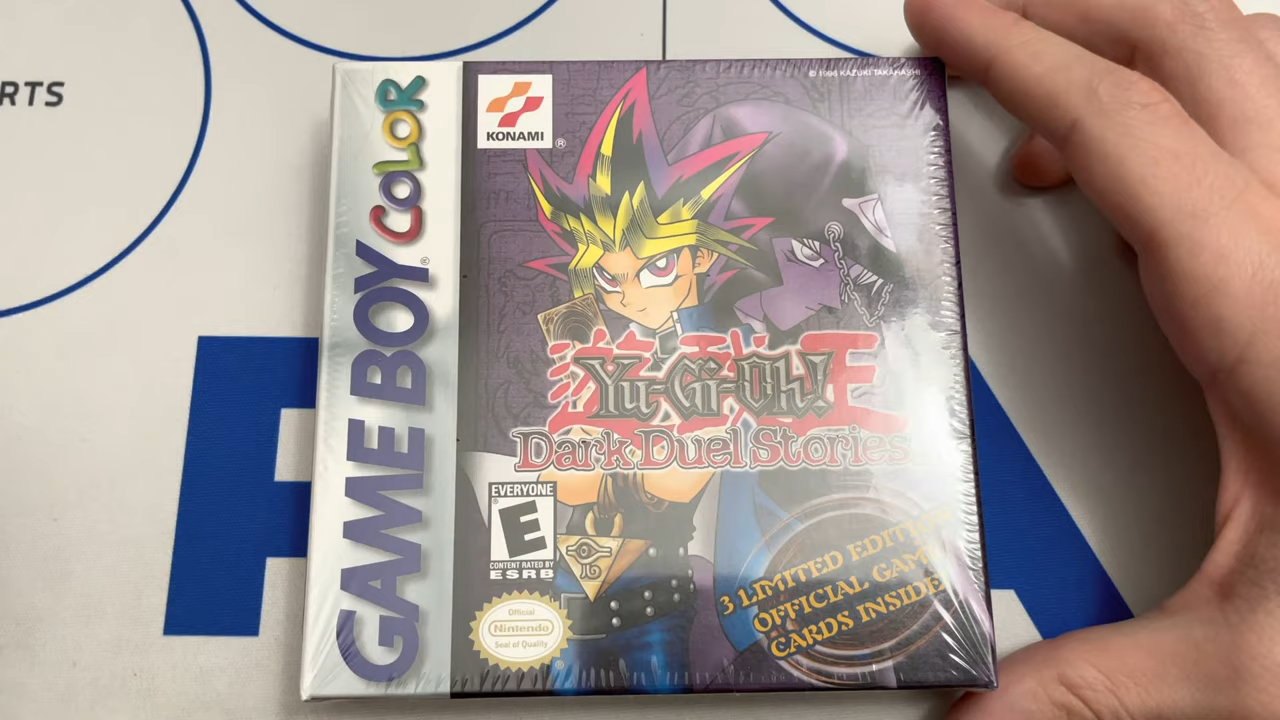 RTS
GAME BOY COLOR
®
KONAMI
®
© 1996 KAZUKI TAKAHASHI
遊戯王
Yu-Gi-Oh!
Dark Duel Stories
EVERYONE
E
®
CONTENT RATED BY
ESRB
Official
Nintendo
Seal of Quality
®
3 LIMITED EDITION
OFFICIAL GAME
CARDS INSIDE